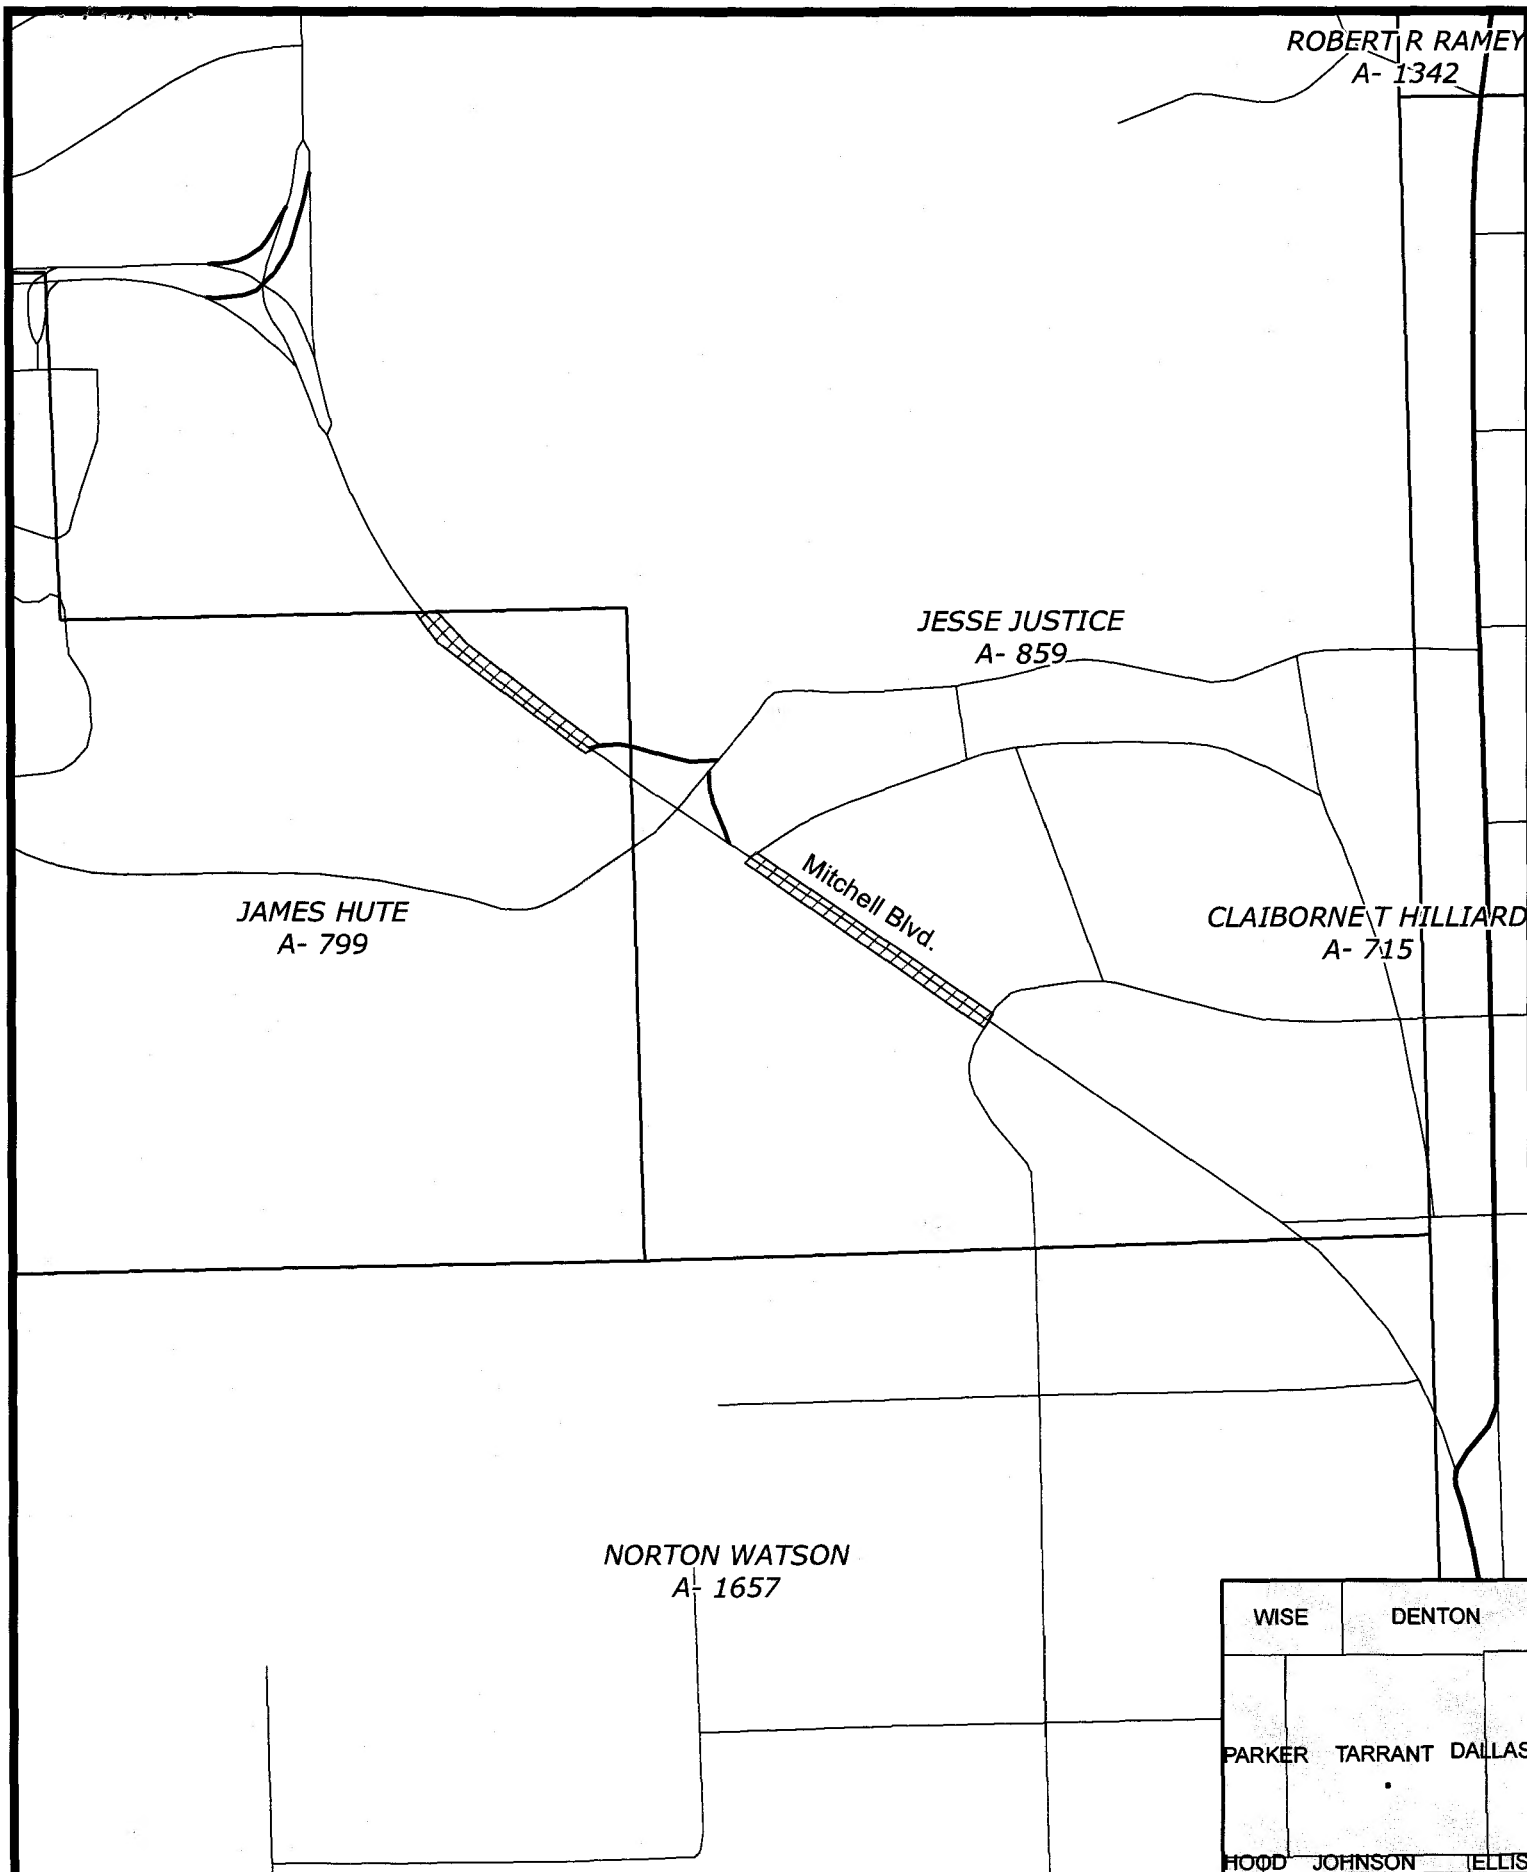 ROBERT R RAMEY
A- 1342
JESSE JUSTICE
A- 859
Mitchell Blvd.
JAMES HUTE
A- 799
CLAIBORNE T HILLIARD
A- 715
NORTON WATSON
A- 1657
WISE DENTON
PARKER TARRANT DALLAS
HOOD JOHNSON ELLIS